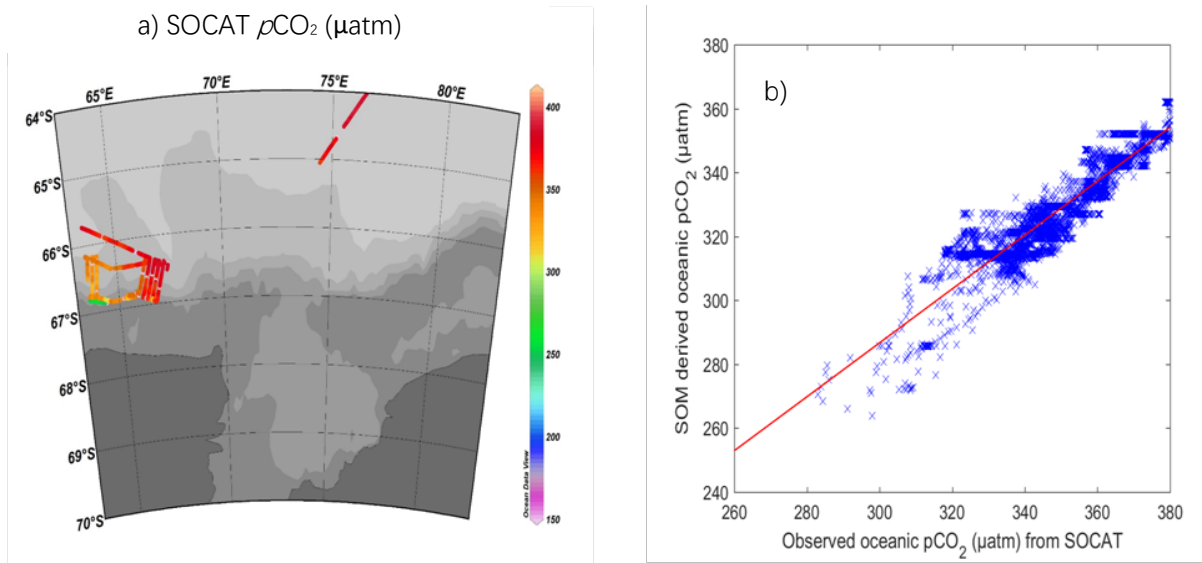 a) SOCAT pCO₂ (µatm)
65°E
70°E
75°E
80°E
64°S
65°S
66°S
67°S
68°S
69°S
70°S
400
350
300
250
200
150
Ocean Data View
b)
380
360
340
320
300
280
260
240
260
280
300
320
340
360
380
SOM derived oceanic pCO₂ (µatm)
Observed oceanic pCO₂ (µatm) from SOCAT